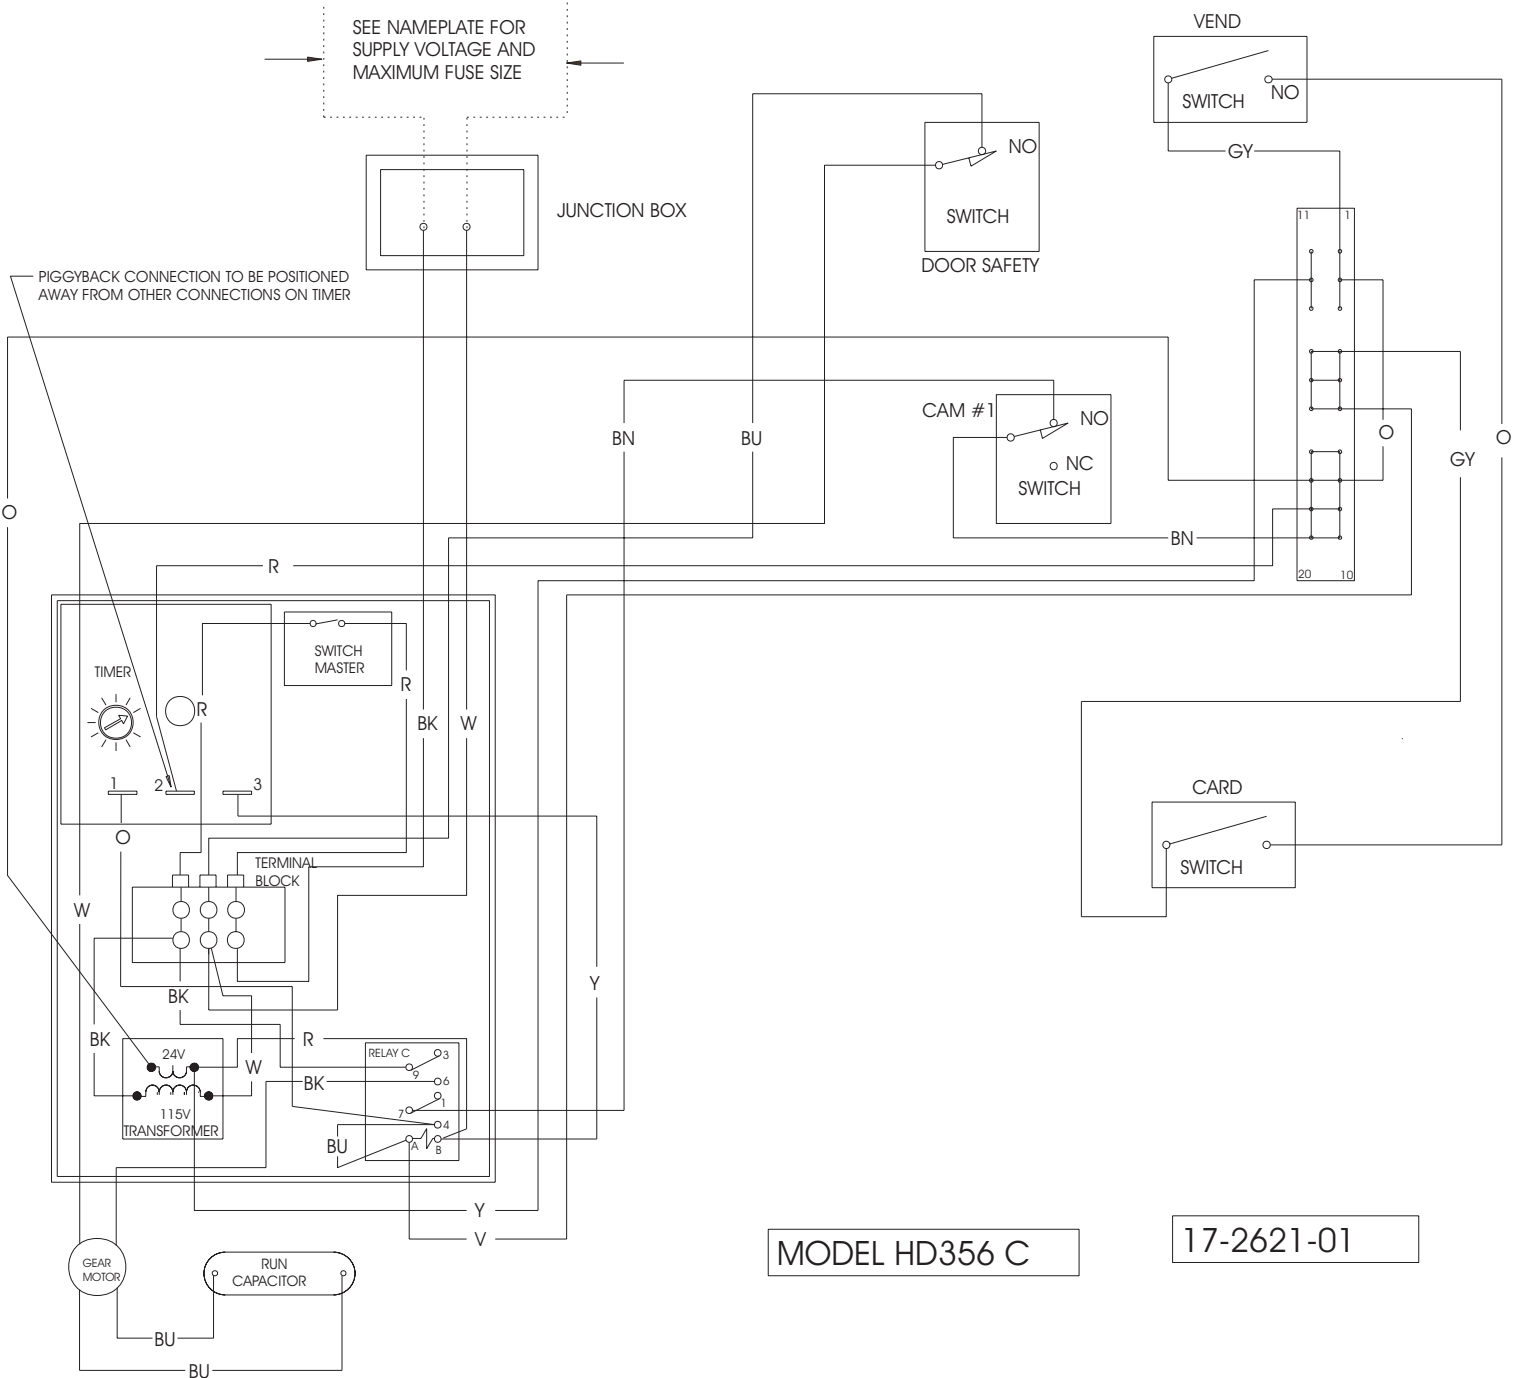 SEE NAMEPLATE FOR
SUPPLY VOLTAGE AND
MAXIMUM FUSE SIZE
VEND
SWITCH
NO
GY
NO
SWITCH
DOOR SAFETY
JUNCTION BOX
11 1
PIGGYBACK CONNECTION TO BE POSITIONED
AWAY FROM OTHER CONNECTIONS ON TIMER
CAM #1
NO
NC
SWITCH
BN
BU
O
O
GY
O
BN
R
20 10
SWITCH
MASTER
TIMER
R
R
BK
W
1
2
3
O
CARD
SWITCH
TERMINAL
BLOCK
W
Y
BK
BK
R
W
24V
115V
TRANSFORMER
RELAY C
3
9
BK
6
1
7
4
BU
A
B
Y
V
MODEL HD356 C
17-2621-01
GEAR
MOTOR
RUN
CAPACITOR
BU
BU